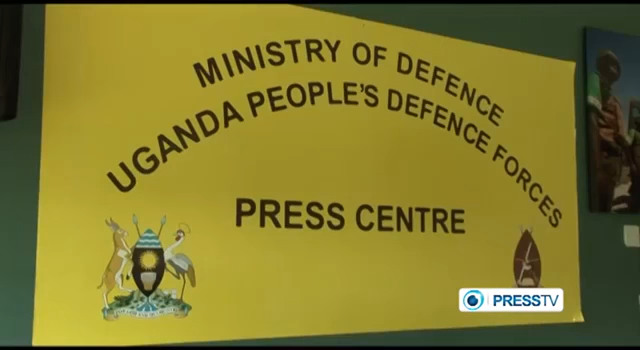 MINISTRY OF DEFENCE
UGANDA PEOPLE'S DEFENCE FORCES
PRESS CENTRE
PRESSTV